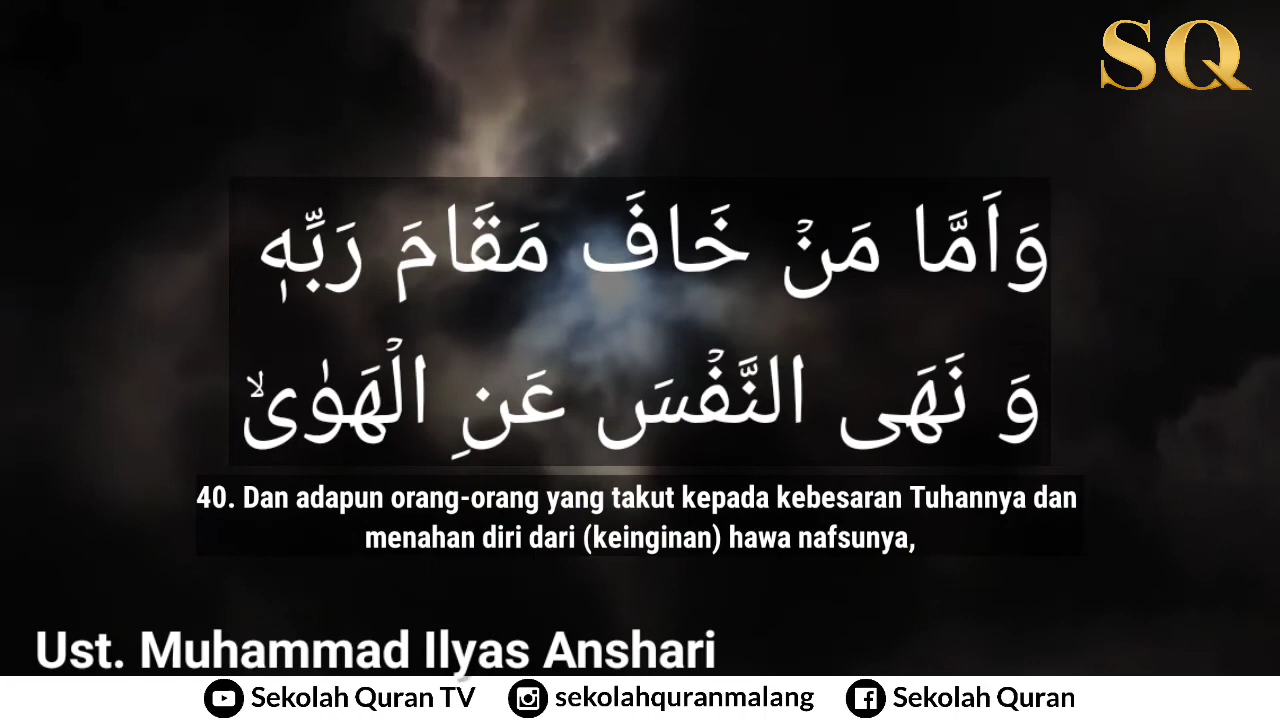 SQ
وَاَمَّا مَنۡ خَافَ مَقَامَ رَبِّهٖ
وَ نَهَى النَّفۡسَ عَنِ الۡهَوٰىۙ
40. Dan adapun orang-orang yang takut kepada kebesaran Tuhannya dan
menahan diri dari (keinginan) hawa nafsunya,
Ust. Muhammad Ilyas Anshari
Sekolah Quran TV sekolahquranmalang Sekolah Quran